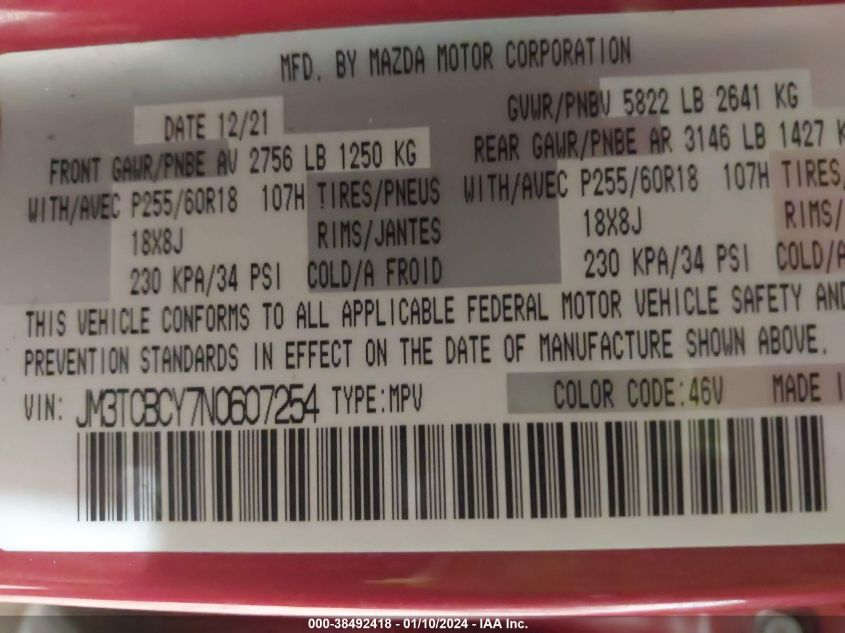 MFD. BY MAZDA MOTOR CORPORATION
DATE 12/21 GVWR/PNBV 5822 LB 2641 KG
FRONT GAWR/PNBE AV 2756 LB 1250 KG REAR GAWR/PNBE AR 3146 LB 1427 K
WITH/AVEC P255/60R18 107H TIRES/PNEUS WITH/AVEC P255/60R18 107H TIRES/
18X8J RIMS/JANTES 18X8J RIMS/
230 KPA/34 PSI COLD/A FROID 230 KPA/34 PSI COLD/A
THIS VEHICLE CONFORMS TO ALL APPLICABLE FEDERAL MOTOR VEHICLE SAFETY AND
PREVENTION STANDARDS IN EFFECT ON THE DATE OF MANUFACTURE SHOWN ABOVE.
VIN: JM3TCBCY7N0607254 TYPE:MPV COLOR CODE:46V MADE I
000-38492418 - 01/10/2024 - IAA Inc.